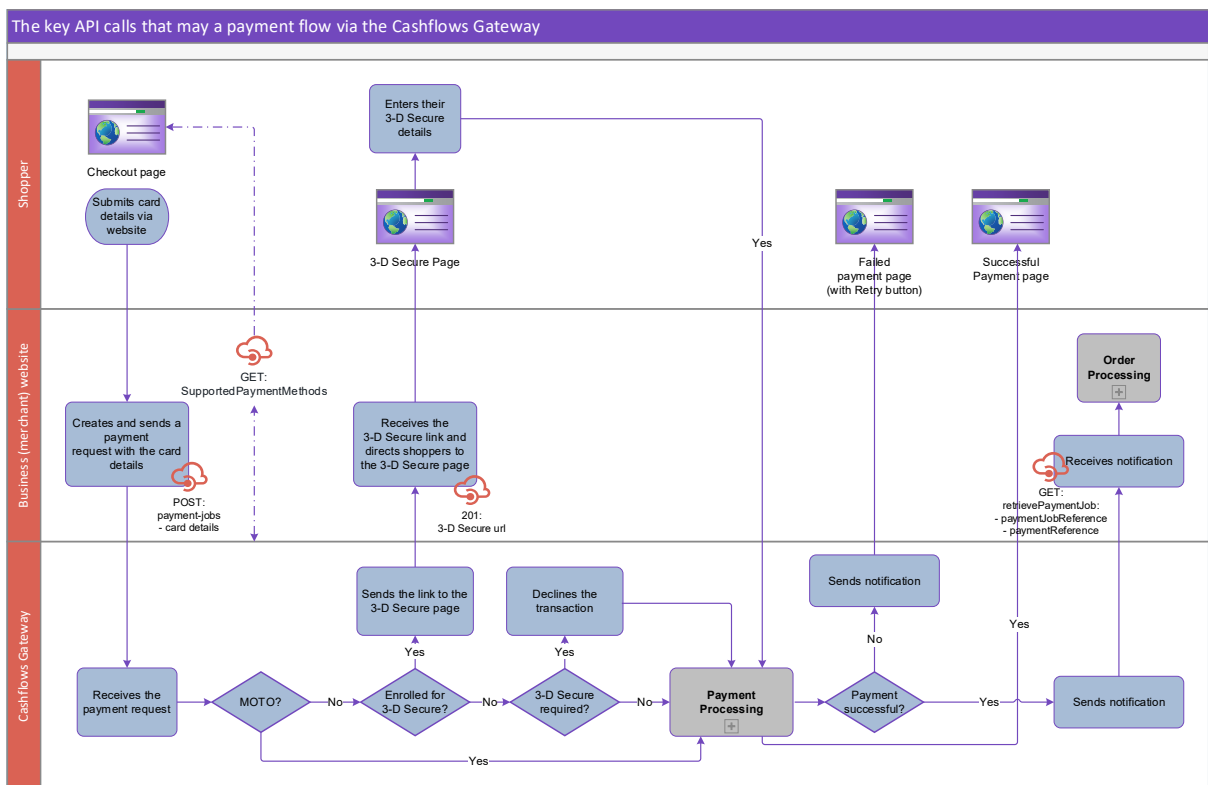 The key API calls that may a payment flow via the Cashflows Gateway
Shopper
Checkout page
Submits card
details via
website
Enters their
3-D Secure
details
3-D Secure Page
Yes
Failed
payment page
(with Retry button)
Successful
Payment page
Business (merchant) website
GET:
SupportedPaymentMethods
Creates and sends a
payment
request with the card
details
POST:
payment-jobs
- card details
Receives the
3-D Secure link and
directs shoppers to
the 3-D Secure page
201:
3-D Secure url
Order
Processing
Receives notification
GET:
retrievePaymentJob:
- paymentJobReference
- paymentReference
Cashflows Gateway
Sends the link to the
3-D Secure page
Declines the
transaction
Sends notification
Yes
Yes
No
Yes
Receives the
payment request
MOTO?
No
Enrolled for
3-D Secure?
No
3-D Secure
required?
No
Payment
Processing
Payment
successful?
Yes
Sends notification
Yes